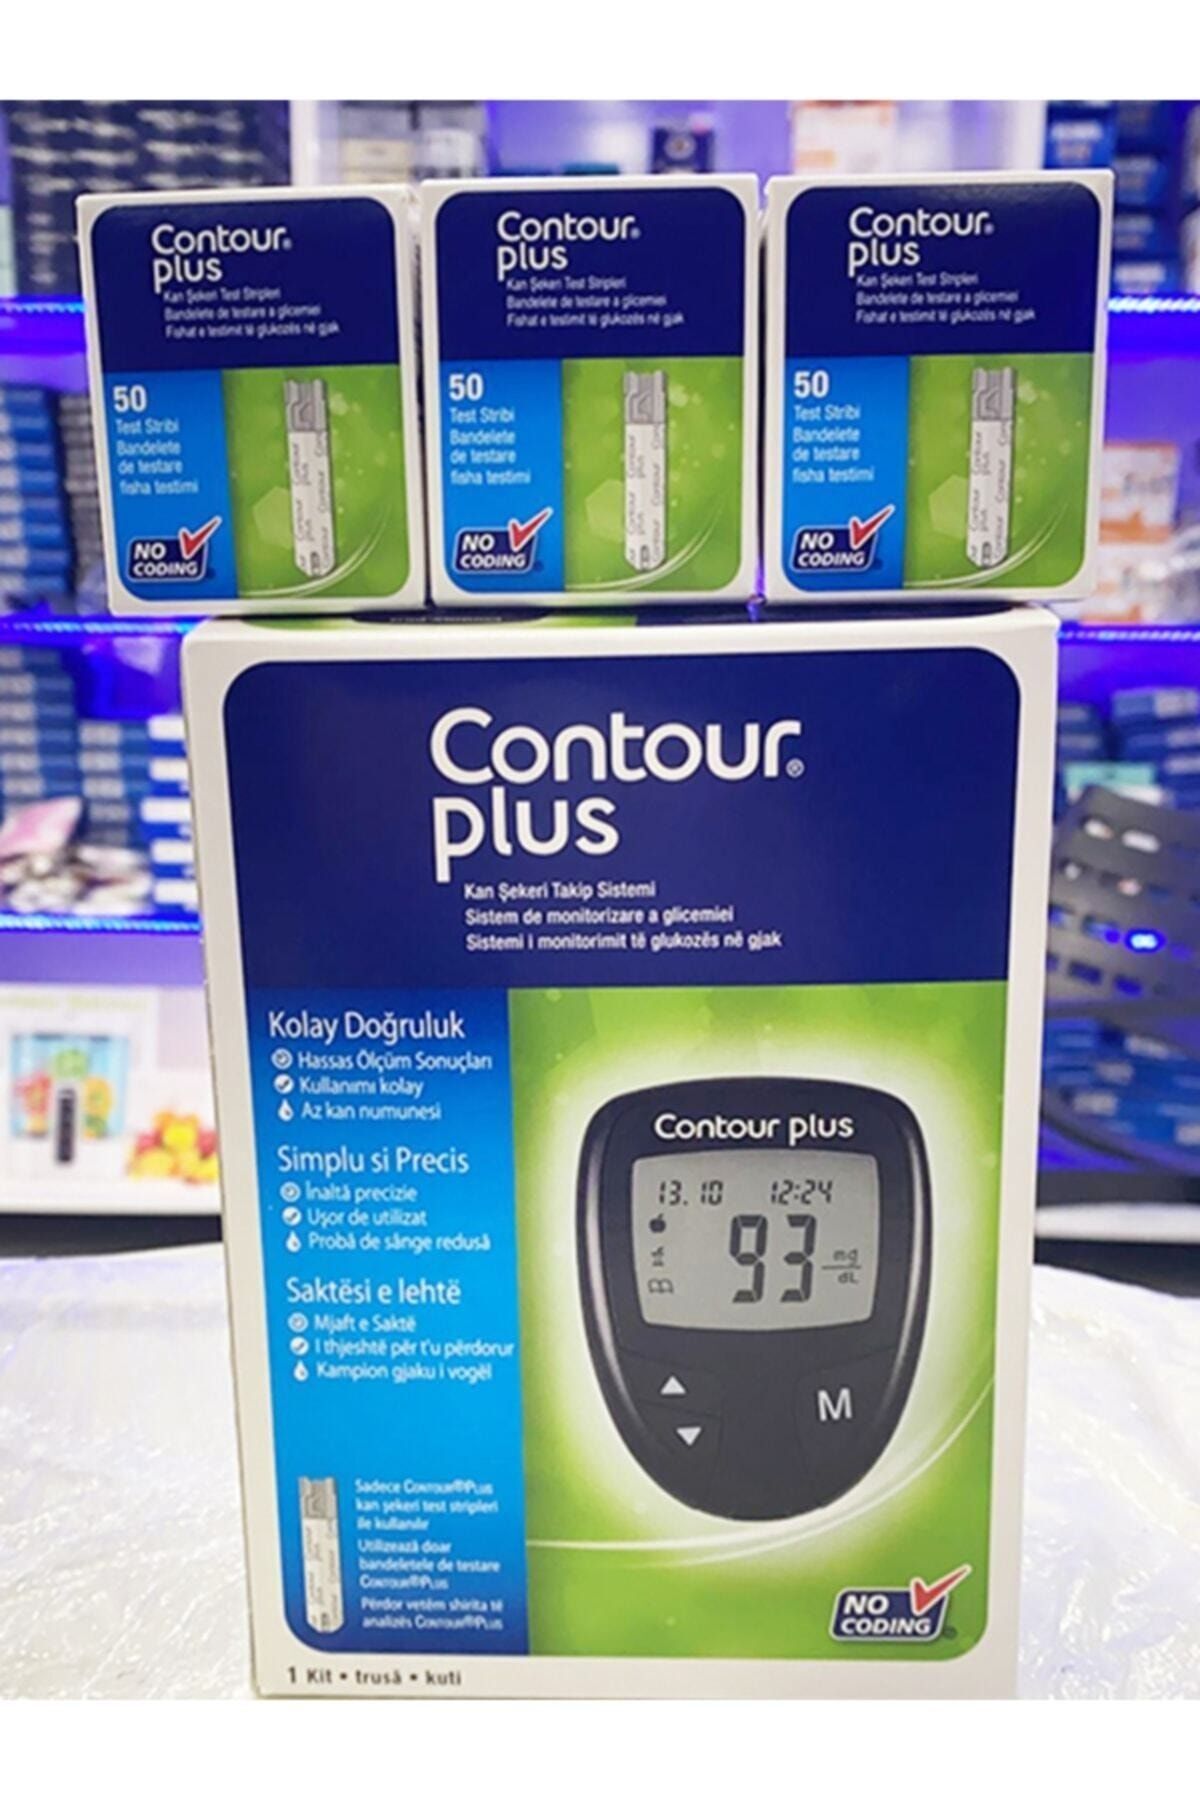 Contour®
plus
Kan Şekeri Test Stripleri
Bandelete de testare a glicemiei
Fishat e testimit të glukozës në gjak
50
Test Stribi
Bandelete
de testare
fisha testimi
NO
CODING
Contour
plus
Contour®
plus
Kan Şekeri Test Stripleri
Bandelete de testare a glicemiei
Fishat e testimit të glukozës në gjak
50
Test Stribi
Bandelete
de testare
fisha testimi
NO
CODING
Contour
plus
Contour®
plus
Kan Şekeri Test Stripleri
Bandelete de testare a glicemiei
Fishat e testimit të glukozës në gjak
50
Test Stribi
Bandelete
de testare
fisha testimi
NO
CODING
Contour
plus
Contour®
plus
Kan Şekeri Takip Sistemi
Sistem de monitorizare a glicemiei
Sistemi i monitorimit të glukozës në gjak
Kolay Doğruluk
Hassas Ölçüm Sonuçları
Kullanımı kolay
Az kan numunesi
Simplu si Precis
Înaltă precizie
Uşor de utilizat
Probă de sânge redusă
Saktësi e lehtë
Mjaft e Saktë
I thjeshtë për t'u përdorur
Kampion gjaku i vogël
Contour plus
13.10 12:24
93 mg/dL
M
Sadece CONTOUR®PLUS
kan şekeri test stripleri
ile kullanılır
Utilizează doar
bandeletele de testare
CONTOUR®PLUS
Përdor vetëm shirita të
analizës CONTOUR®PLUS
NO
CODING
1 Kit • trusă • kuti